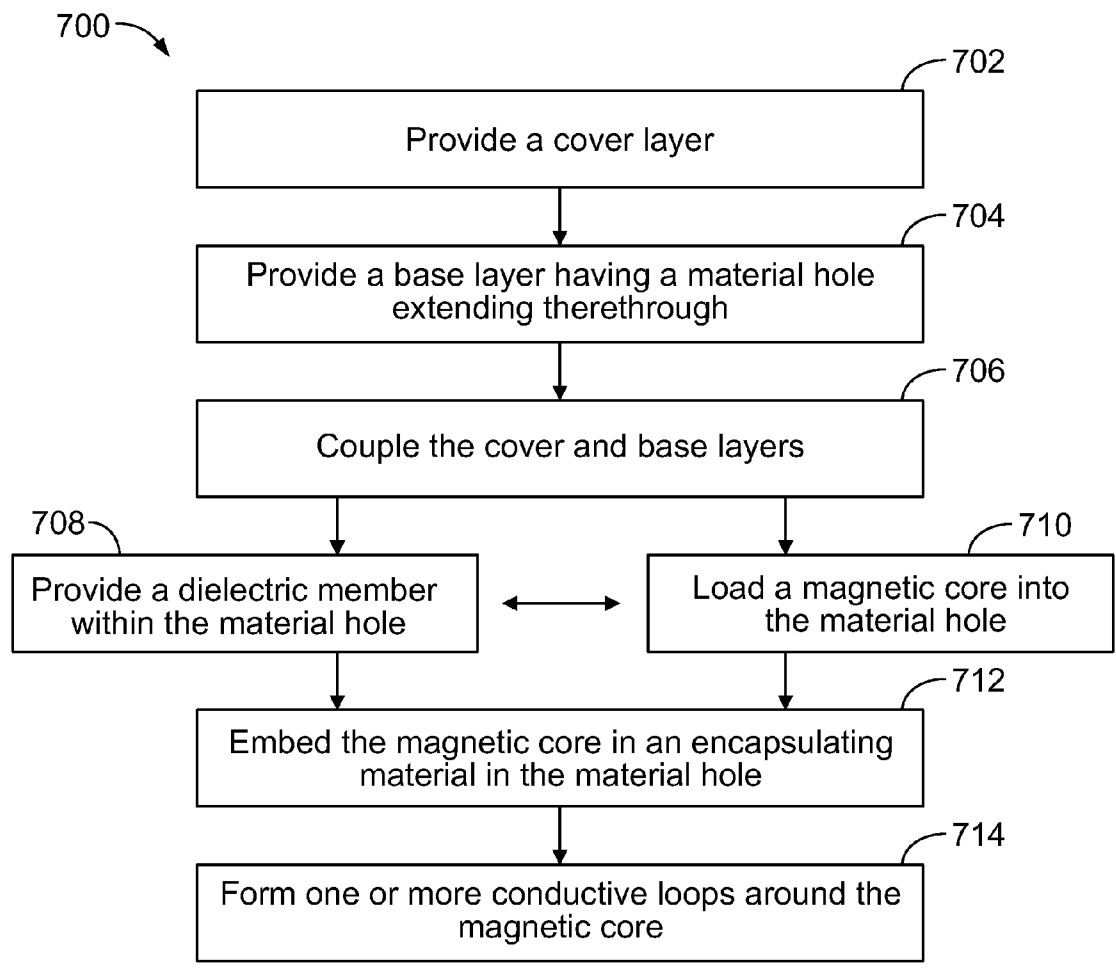 700
702
Provide a cover layer
704
Provide a base layer having a material hole
extending therethrough
706
Couple the cover and base layers
708
Provide a dielectric member
within the material hole
710
Load a magnetic core into
the material hole
712
Embed the magnetic core in an encapsulating
material in the material hole
714
Form one or more conductive loops around the
magnetic core